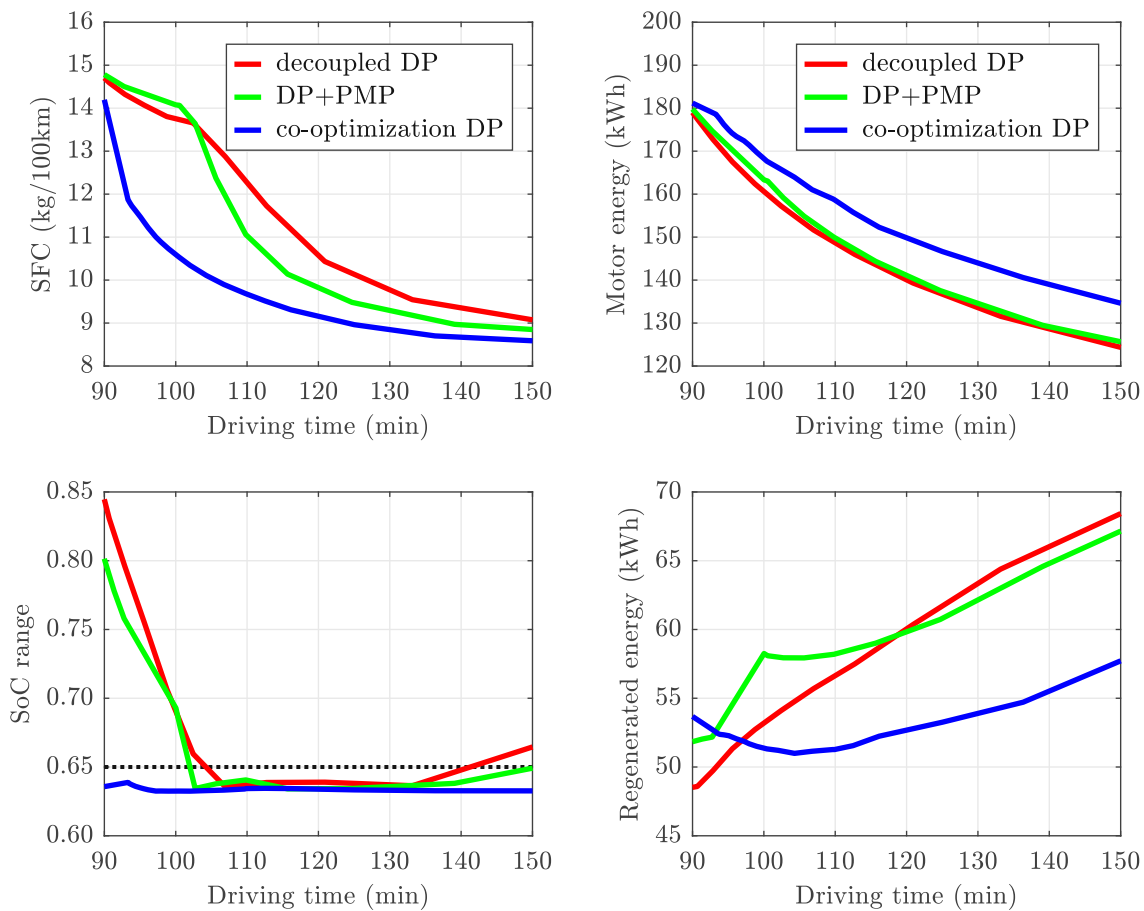 SFC (kg/100km)
16
15
14
13
12
11
10
9
8
decoupled DP
DP+PMP
co-optimization DP
90 100 110 120 130 140 150
Driving time (min)
Motor energy (kWh)
200
190
180
170
160
150
140
130
120
decoupled DP
DP+PMP
co-optimization DP
90 100 110 120 130 140 150
Driving time (min)
SoC range
0.85
0.80
0.75
0.70
0.65
0.60
90 100 110 120 130 140 150
Driving time (min)
Regenerated energy (kWh)
70
65
60
55
50
45
90 100 110 120 130 140 150
Driving time (min)